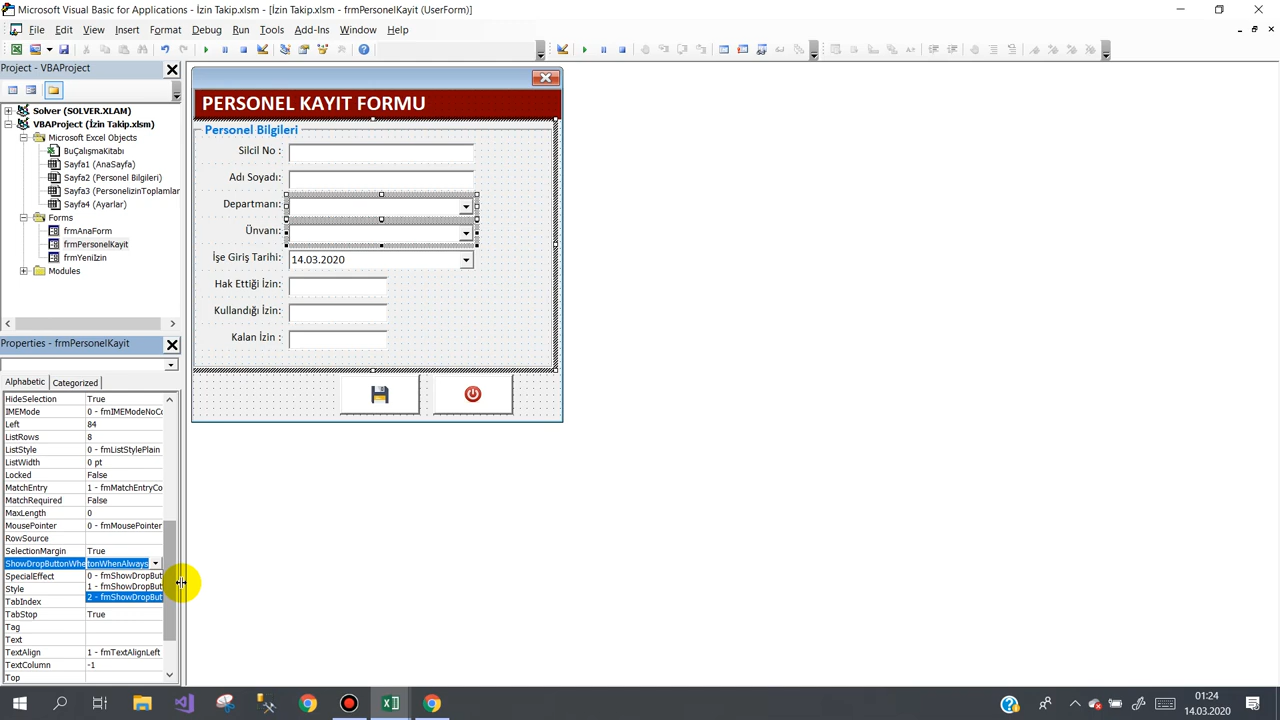 Microsoft Visual Basic for Applications - İzin Takip.xlsm - [İzin Takip.xlsm - frmPersonelKayit (UserForm)]
File Edit View Insert Format Debug Run Tools Add-Ins Window Help
Project - VBAProject
Solver (SOLVER.XLAM)
VBAProject (İzin Takip.xlsm)
Microsoft Excel Objects
BuÇalışmaKitabı
Sayfa1 (AnaSayfa)
Sayfa2 (Personel Bilgileri)
Sayfa3 (PersonelizinToplamlar
Sayfa4 (Ayarlar)
Forms
frmAnaForm
frmPersonelKayit
frmYeniIzin
Modules
PERSONEL KAYIT FORMU
Personel Bilgileri
Silcil No :
Adı Soyadı:
Departmanı:
Ünvanı:
İşe Giriş Tarihi: 14.03.2020
Hak Ettiği İzin:
Kullandığı İzin:
Kalan İzin :
Properties - frmPersonelKayit
Alphabetic Categorized
HideSelection True
IMEMode 0 - fmIMEModeNoCo
Left 84
ListRows 8
ListStyle 0 - fmListStylePlain
ListWidth 0 pt
Locked False
MatchEntry 1 - fmMatchEntryCo
MatchRequired False
MaxLength 0
MousePointer 0 - fmMousePointer
RowSource
SelectionMargin True
ShowDropButtonWhe tonWhenAlways
SpecialEffect 0 - fmShowDropBut
Style 1 - fmShowDropBut
2 - fmShowDropBut
TabIndex
TabStop True
Tag
Text
TextAlign 1 - fmTextAlignLeft
TextColumn -1
Top
01:24
14.03.2020